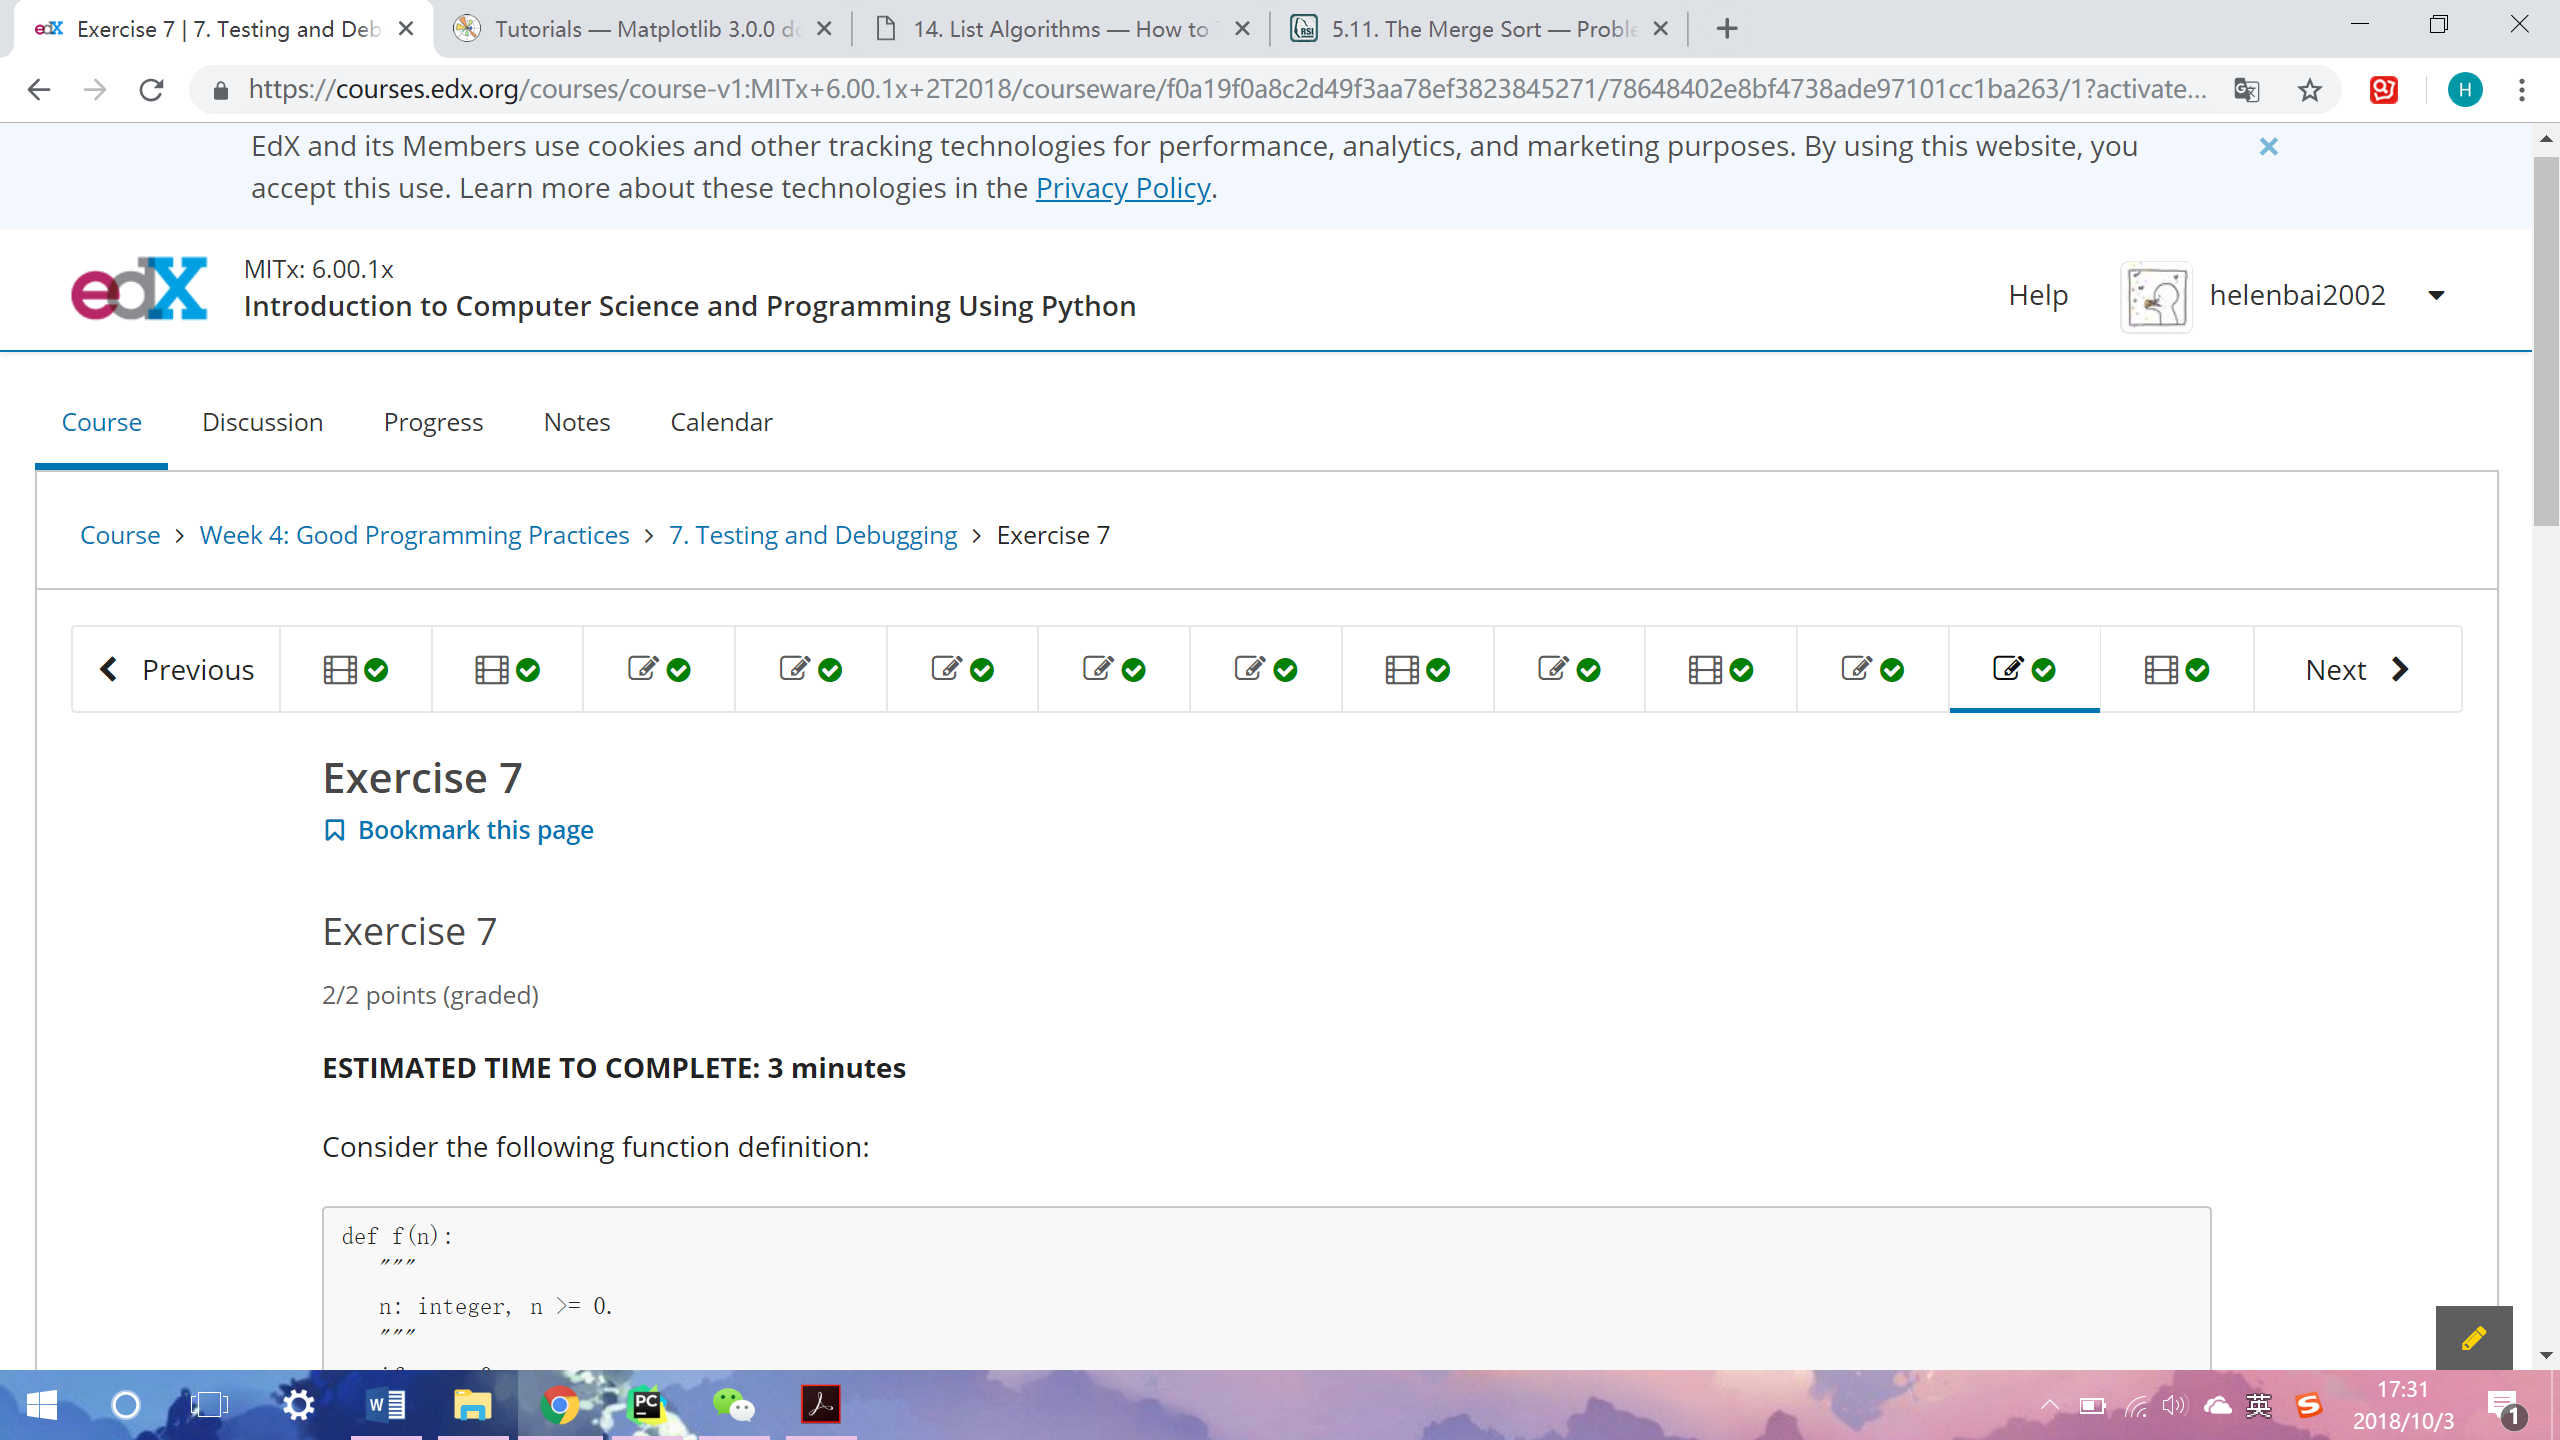 edX Exercise 7 | 7. Testing and Deb
Tutorials — Matplotlib 3.0.0 do
14. List Algorithms — How to T
RSI 5.11. The Merge Sort — Proble
https://courses.edx.org/courses/course-v1:MITx+6.00.1x+2T2018/courseware/f0a19f0a8c2d49f3aa78ef3823845271/78648402e8bf4738ade97101cc1ba263/1?activate...
H
EdX and its Members use cookies and other tracking technologies for performance, analytics, and marketing purposes. By using this website, you
accept this use. Learn more about these technologies in the Privacy Policy.
edX
MITx: 6.00.1x
Introduction to Computer Science and Programming Using Python
Help
helenbai2002
Course Discussion Progress Notes Calendar
Course > Week 4: Good Programming Practices > 7. Testing and Debugging > Exercise 7
Previous
Next
Exercise 7
Bookmark this page
Exercise 7
2/2 points (graded)
ESTIMATED TIME TO COMPLETE: 3 minutes
Consider the following function definition:
def f(n):
"""
n: integer, n >= 0.
"""
W
PC
英
S
17:31
2018/10/3
1